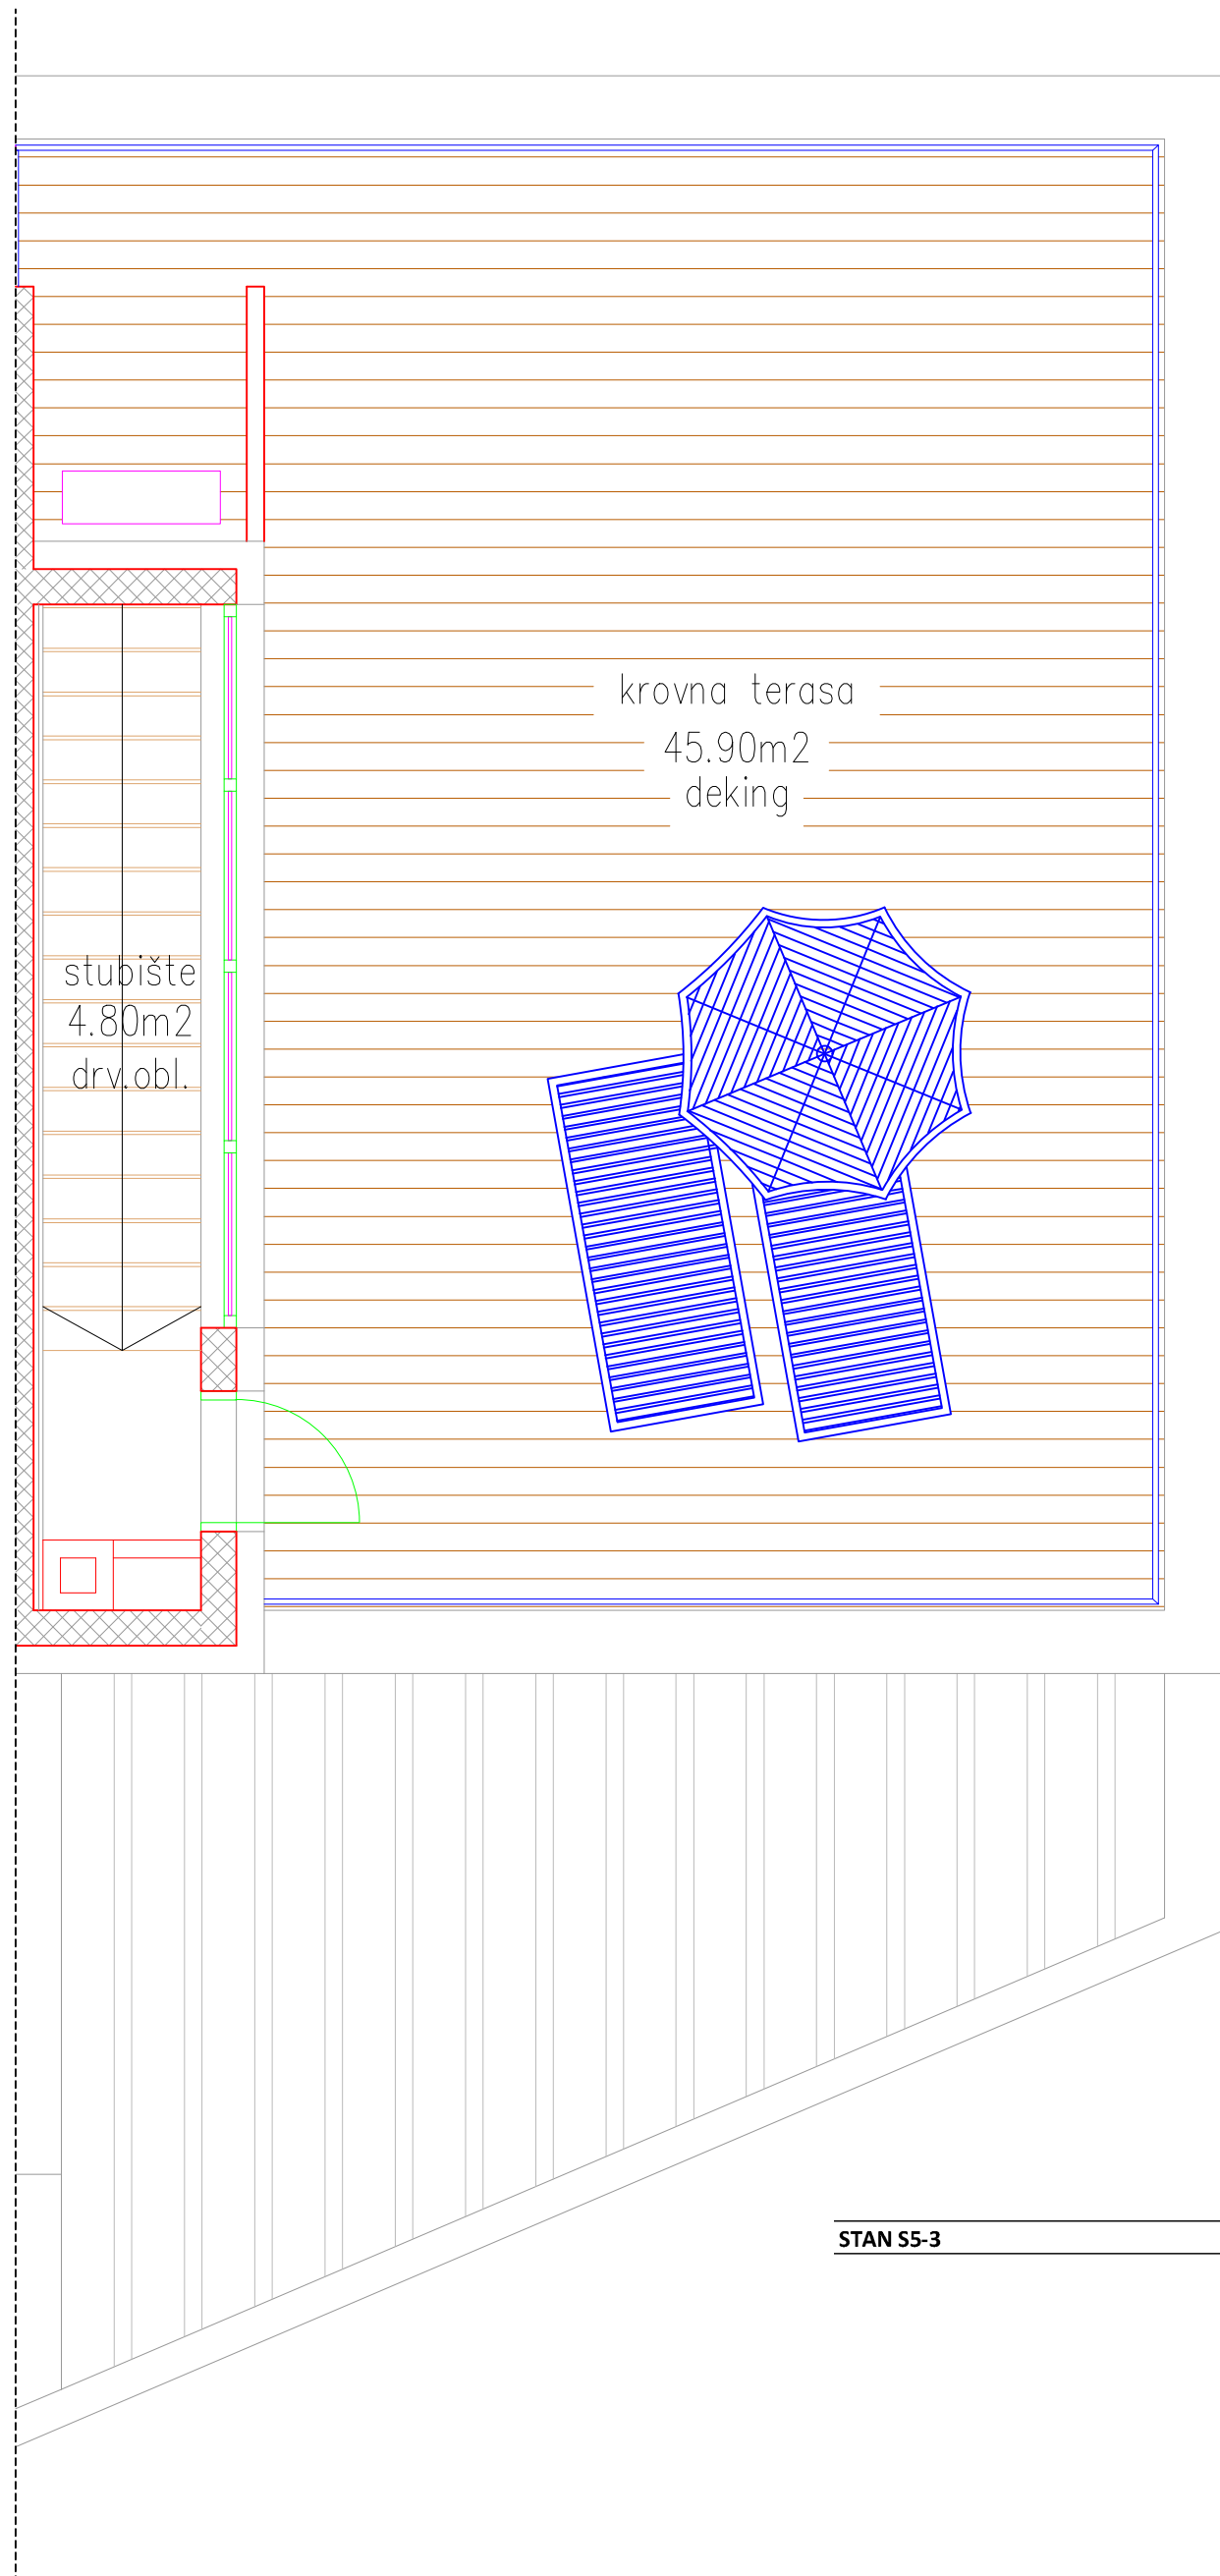 krovna terasa
45.90m2
deking
stubište
4.80m2
drv.obl.
STAN S5-3